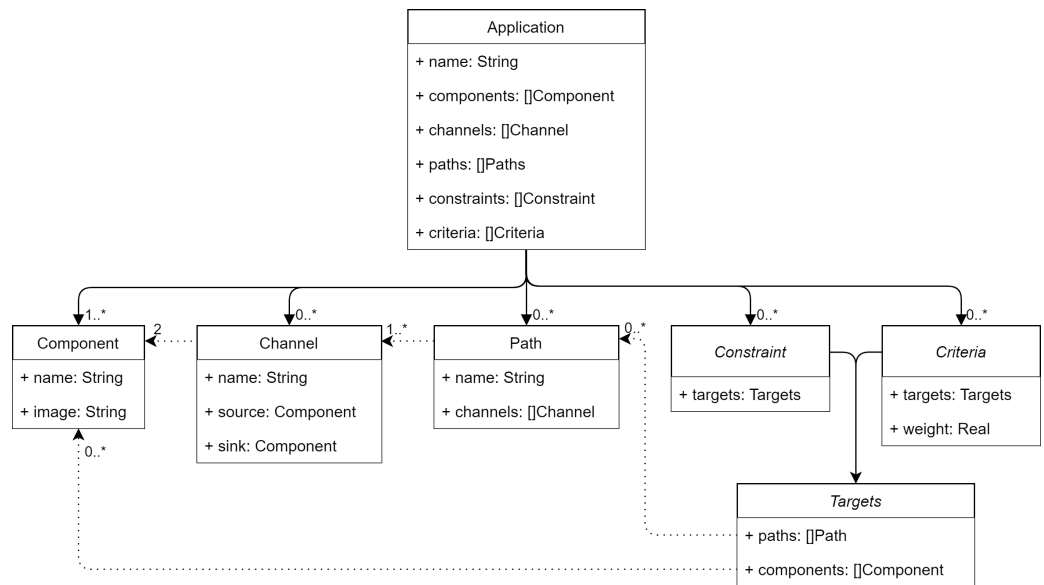 Application
+ name: String
+ components: []Component
+ channels: []Channel
+ paths: []Paths
+ constraints: []Constraint
+ criteria: []Criteria
1..*
0..*
0..*
0..*
0..*
Component
+ name: String
+ image: String
2
Channel
+ name: String
+ source: Component
+ sink: Component
1..*
Path
+ name: String
+ channels: []Channel
0..*
Constraint
+ targets: Targets
Criteria
+ targets: Targets
+ weight: Real
0..*
Targets
+ paths: []Path
+ components: []Component